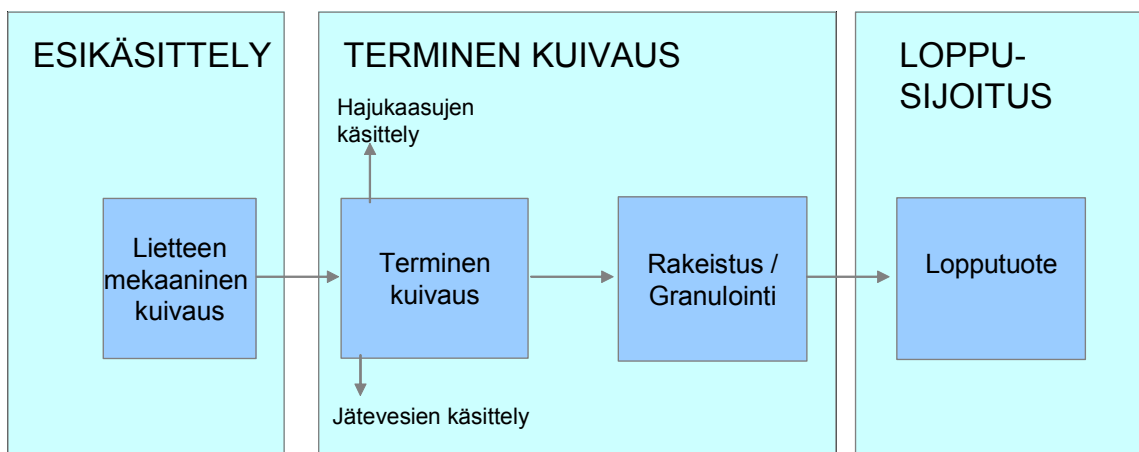 ESIKÄSITTELY
Lietteen
mekaaninen
kuivaus
TERMINEN KUIVAUS
Hajukaasujen
käsittely
Terminen
kuivaus
Jätevesien käsittely
Rakeistus /
Granulointi
LOPPU-
SIJOITUS
Lopputuote